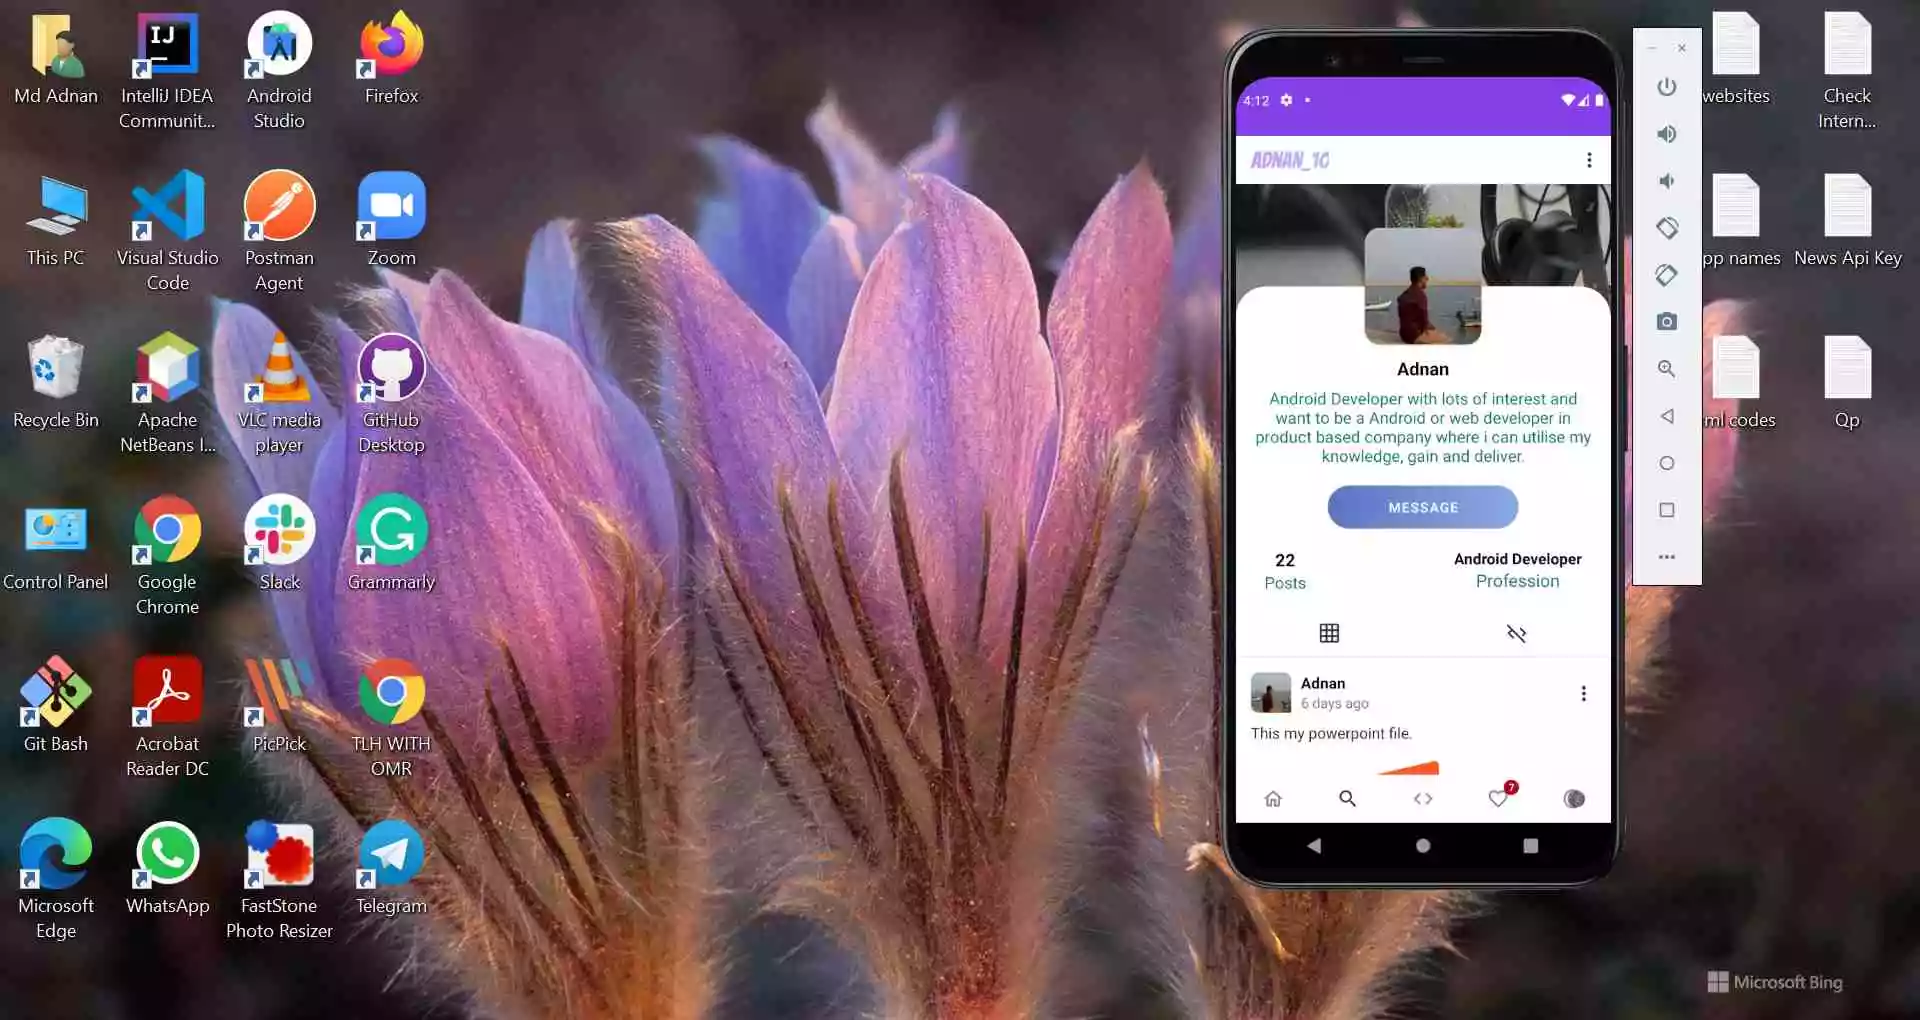 Md Adnan
IntelliJ IDEA
Communit...
Android
Studio
Firefox
This PC
Visual Studio
Code
Postman
Agent
Zoom
Recycle Bin
Apache
NetBeans I...
VLC media
player
GitHub
Desktop
Control Panel
Google
Chrome
Slack
Grammarly
Git Bash
Acrobat
Reader DC
PicPick
TLH WITH
OMR
Microsoft
Edge
WhatsApp
FastStone
Photo Resizer
Telegram
IJ
4:12
ADNAN_10
Adnan
Android Developer with lots of interest and
want to be a Android or web developer in
product based company where i can utilise my
knowledge, gain and deliver.
MESSAGE
22
Posts
Android Developer
Profession
Adnan
6 days ago
This my powerpoint file.
7
websites
Check
Intern...
pp names
News Api Key
ml codes
Qp
Microsoft Bing